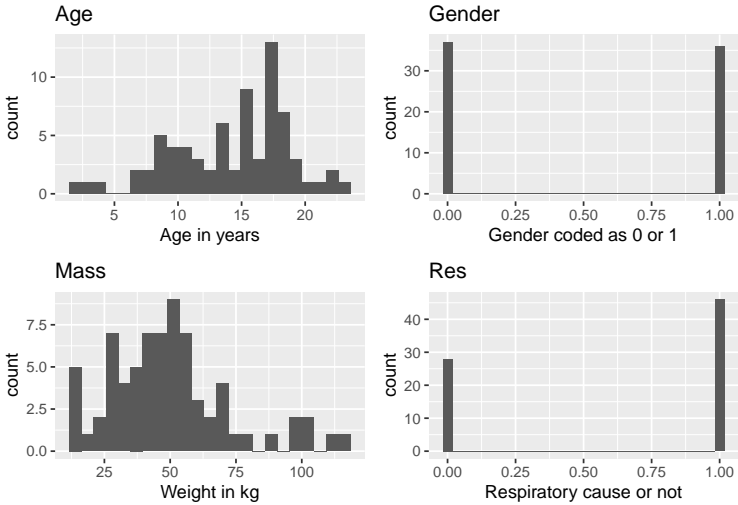 Age
10
5
0
count
5 10 15 20
Age in years
Gender
30
20
10
0
count
0.00 0.25 0.50 0.75 1.00
Gender coded as 0 or 1
Mass
7.5
5.0
2.5
0.0
count
25 50 75 100
Weight in kg
Res
40
30
20
10
0
count
0.00 0.25 0.50 0.75 1.00
Respiratory cause or not